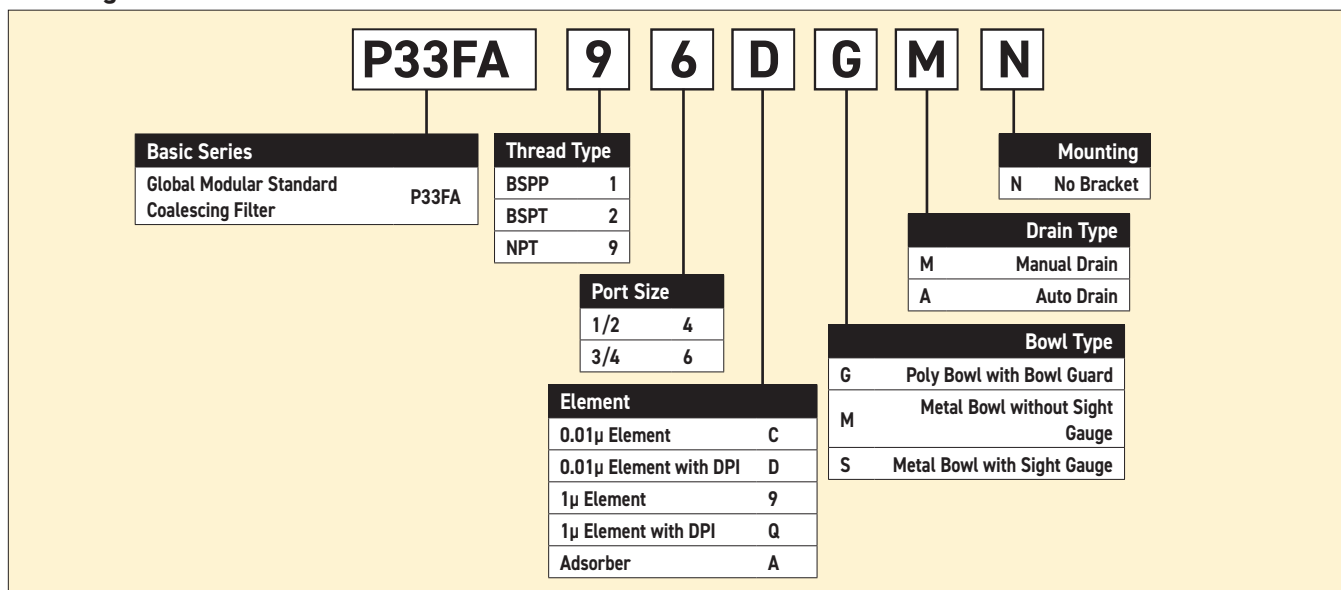 P33FA 9 6 D G M N
Basic Series
Global Modular Standard
Coalescing Filter P33FA
Thread Type
BSPP 1
BSPT 2
NPT 9
Port Size
1/2 4
3/4 6
Element
0.01µ Element C
0.01µ Element with DPI D
1µ Element 9
1µ Element with DPI Q
Adsorber A
Bowl Type
G Poly Bowl with Bowl Guard
M Metal Bowl without Sight
Gauge
S Metal Bowl with Sight Gauge
Drain Type
M Manual Drain
A Auto Drain
Mounting
N No Bracket